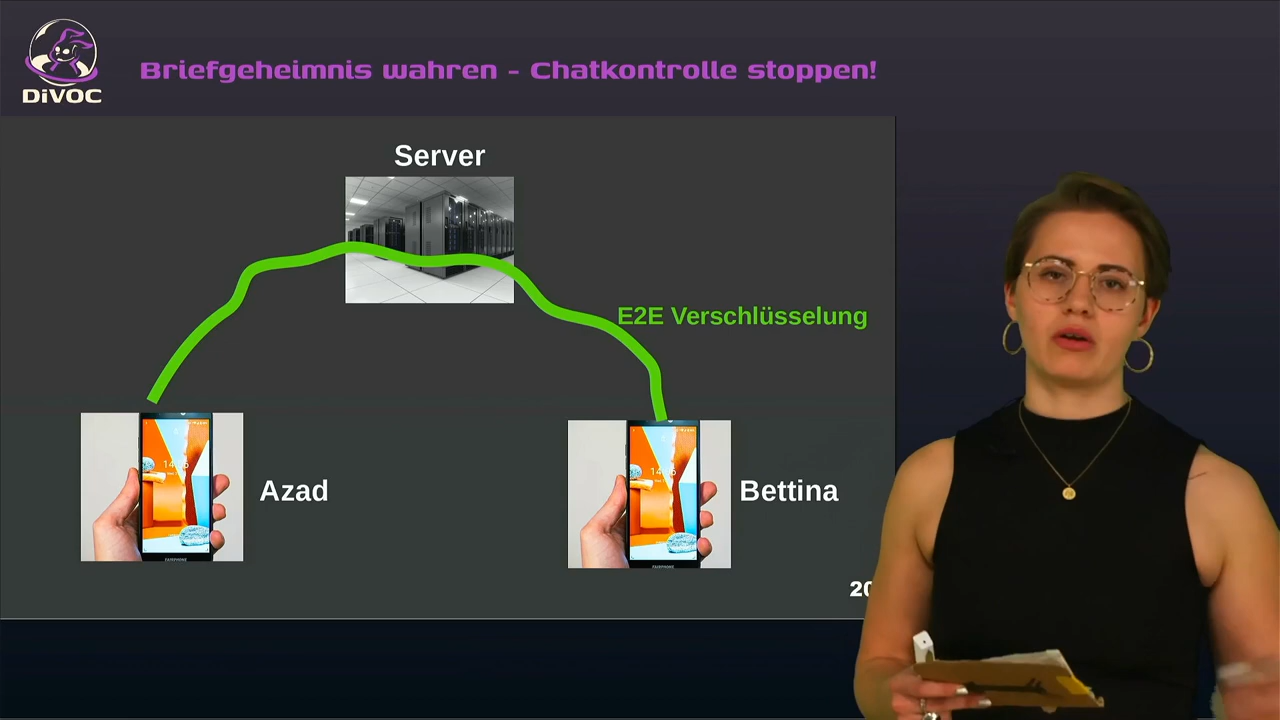 DiVOC
Briefgeheimnis wahren - Chatkontrolle stoppen!
Server
E2E Verschlüsselung
Azad
Bettina
20